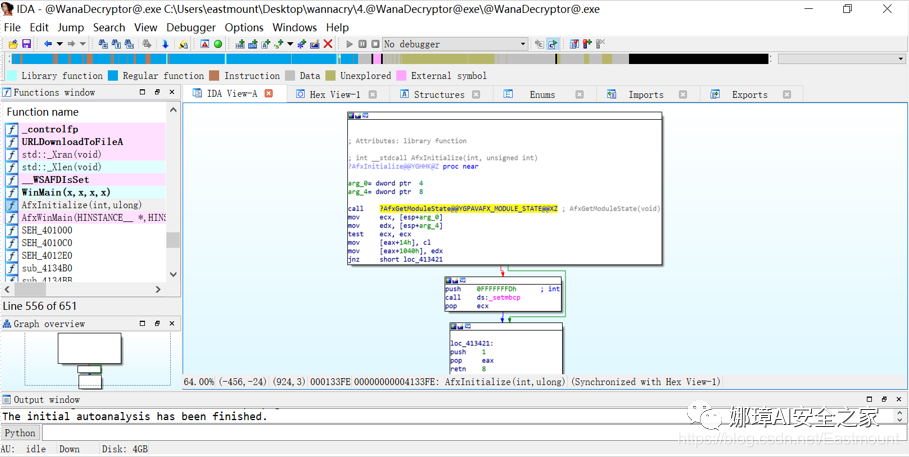 IDA - @WanaDecryptor@.exe C:\Users\eastmount\Desktop\wannacry\4.@WanaDecryptor@exe\@WanaDecryptor@.exe
File Edit Jump Search View Debugger Options Windows Help
No debugger
Library function Regular function Instruction Data Unexplored External symbol
Functions window
IDA View-A Hex View-1 Structures Enums Imports Exports
Function name
_controlfp
URLDownloadToFileA
std::_Xran(void)
std::_Xlen(void)
__WSAFDIsSet
WinMain(x,x,x,x)
AfxInitialize(int,ulong)
AfxWinMain(HINSTANCE__ *,HINS
SEH_401000
SEH_4010C0
SEH_4012E0
sub_4134B0
sub_4134BB
Line 556 of 651
Graph overview
; Attributes: library function
; int __stdcall AfxInitialize(int, unsigned int)
?AfxInitialize@@YGHHK@Z proc near
arg_0= dword ptr 4
arg_4= dword ptr 8
call ?AfxGetModuleState@@YGPAVAFX_MODULE_STATE@@XZ ; AfxGetModuleState(void)
mov ecx, [esp+arg_0]
mov edx, [esp+arg_4]
test ecx, ecx
mov [eax+14h], cl
mov [eax+1040h], edx
jnz short loc_413421
push 0FFFFFFFDh ; int
call ds:_setmbcp
pop ecx
loc_413421:
push 1
pop eax
retn 8
64.00% (-456,-24) (924,3) 000133FE 00000000004133FE: AfxInitialize(int,ulong) (Synchronized with Hex View-1)
Output window
The initial autoanalysis has been finished.
Python
AU: idle Down Disk: 4GB
娜璋AI安全之家
https://blog.csdn.net/Eastmount